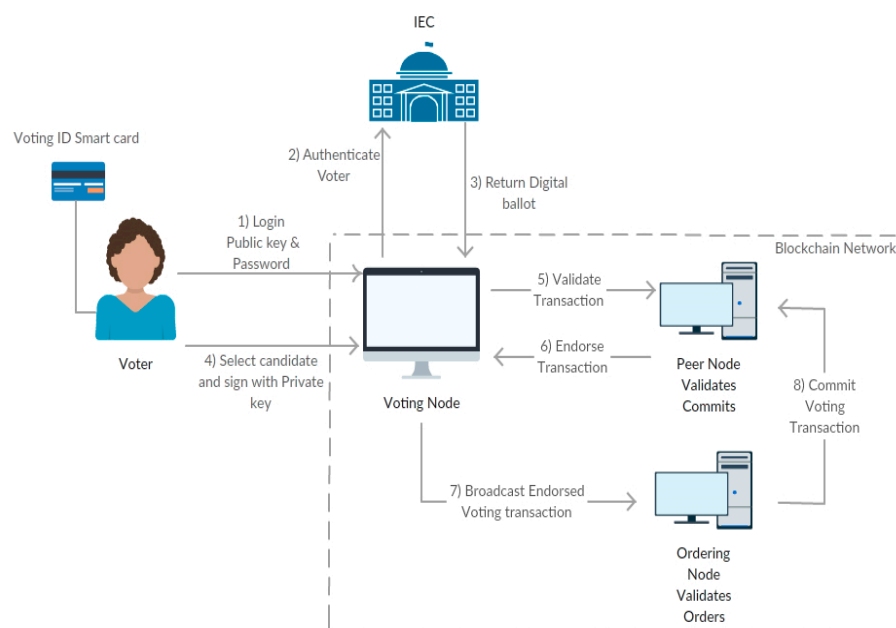 IEC
Voting ID Smart card
2) Authenticate
Voter
3) Return Digital
ballot
1) Login
Public key &
Password
Blockchain Network
5) Validate
Transaction
Voter
4) Select candidate
and sign with Private
key
6) Endorse
Transaction
Voting Node
Peer Node
Validates
Commits
8) Commit
Voting
Transaction
7) Broadcast Endorsed
Voting transaction
Ordering
Node
Validates
Orders